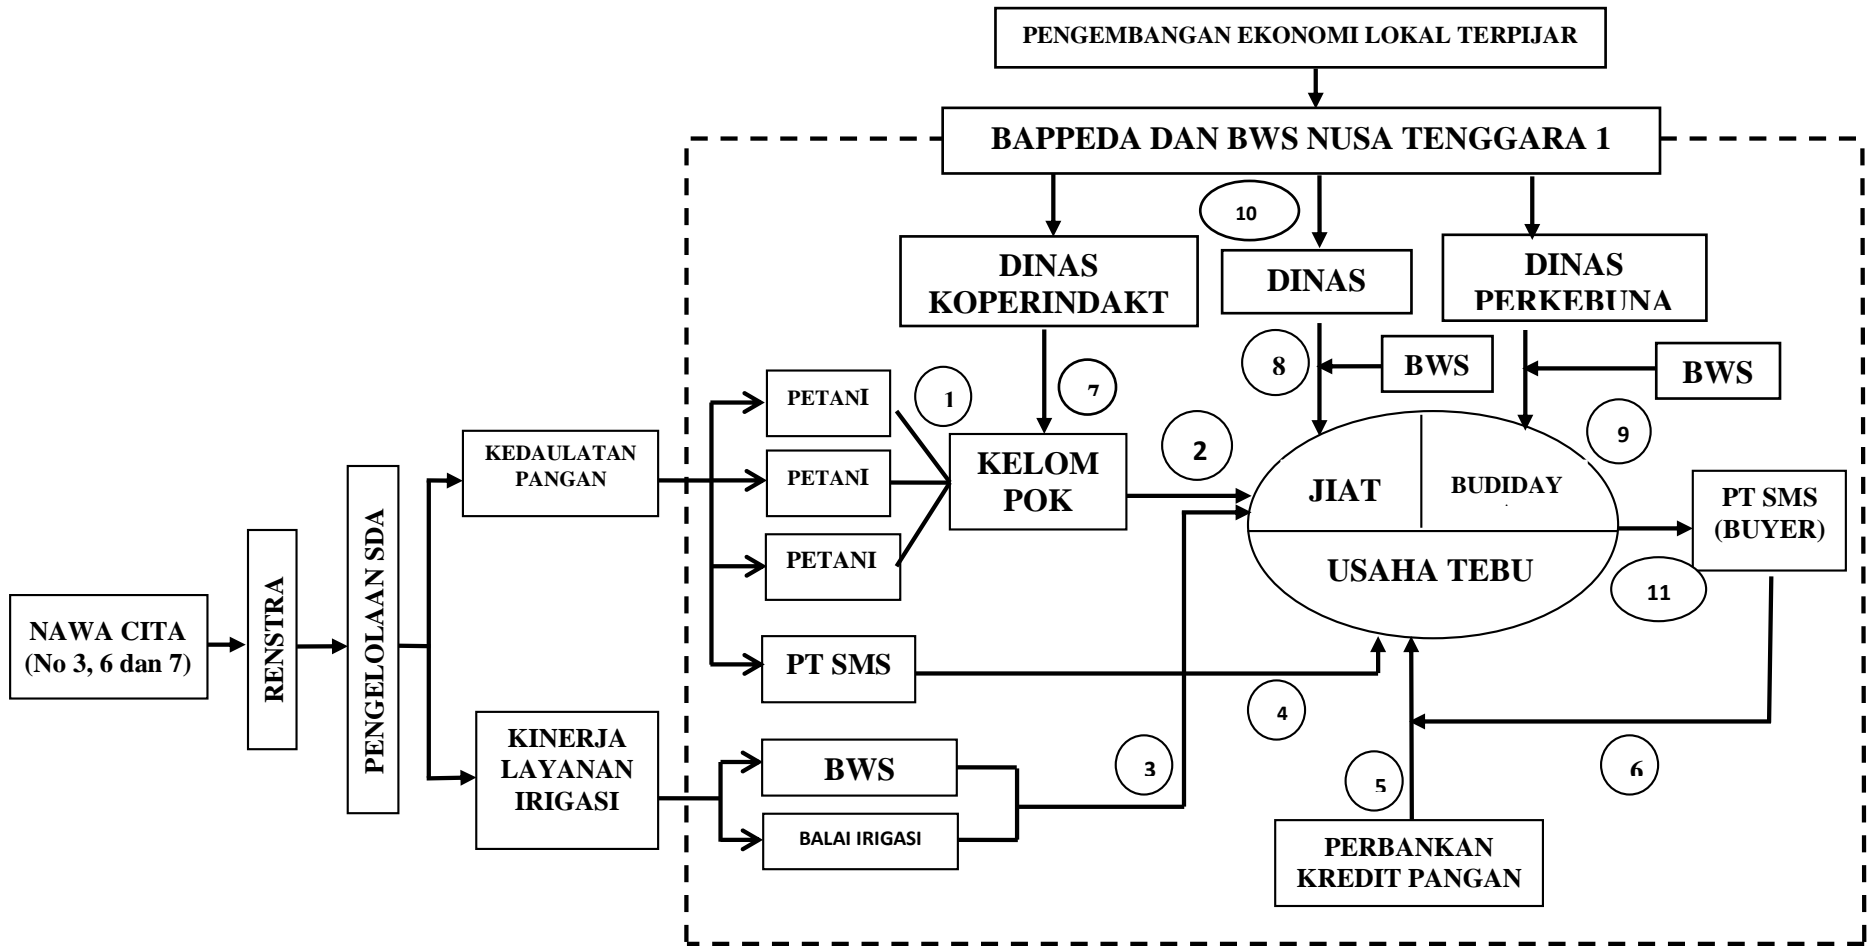 PENGEMBANGAN EKONOMI LOKAL TERPIJAR
BAPPEDA DAN BWS NUSA TENGGARA 1
10
DINAS
KOPERINDAKT
DINAS
DINAS
PERKEBUNA
8
BWS
BWS
PETANI
1
7
KEDAULATAN
PANGAN
PETANI
KELOM
POK
2
9
JIAT
BUDIDAY
PT SMS
(BUYER)
PETANI
USAHA TEBU
11
NAWA CITA
(No 3, 6 dan 7)
RENSTRA
PENGELOLAAN SDA
PT SMS
4
KINERJA
LAYANAN
IRIGASI
BWS
3
5
6
BALAI IRIGASI
PERBANKAN
KREDIT PANGAN